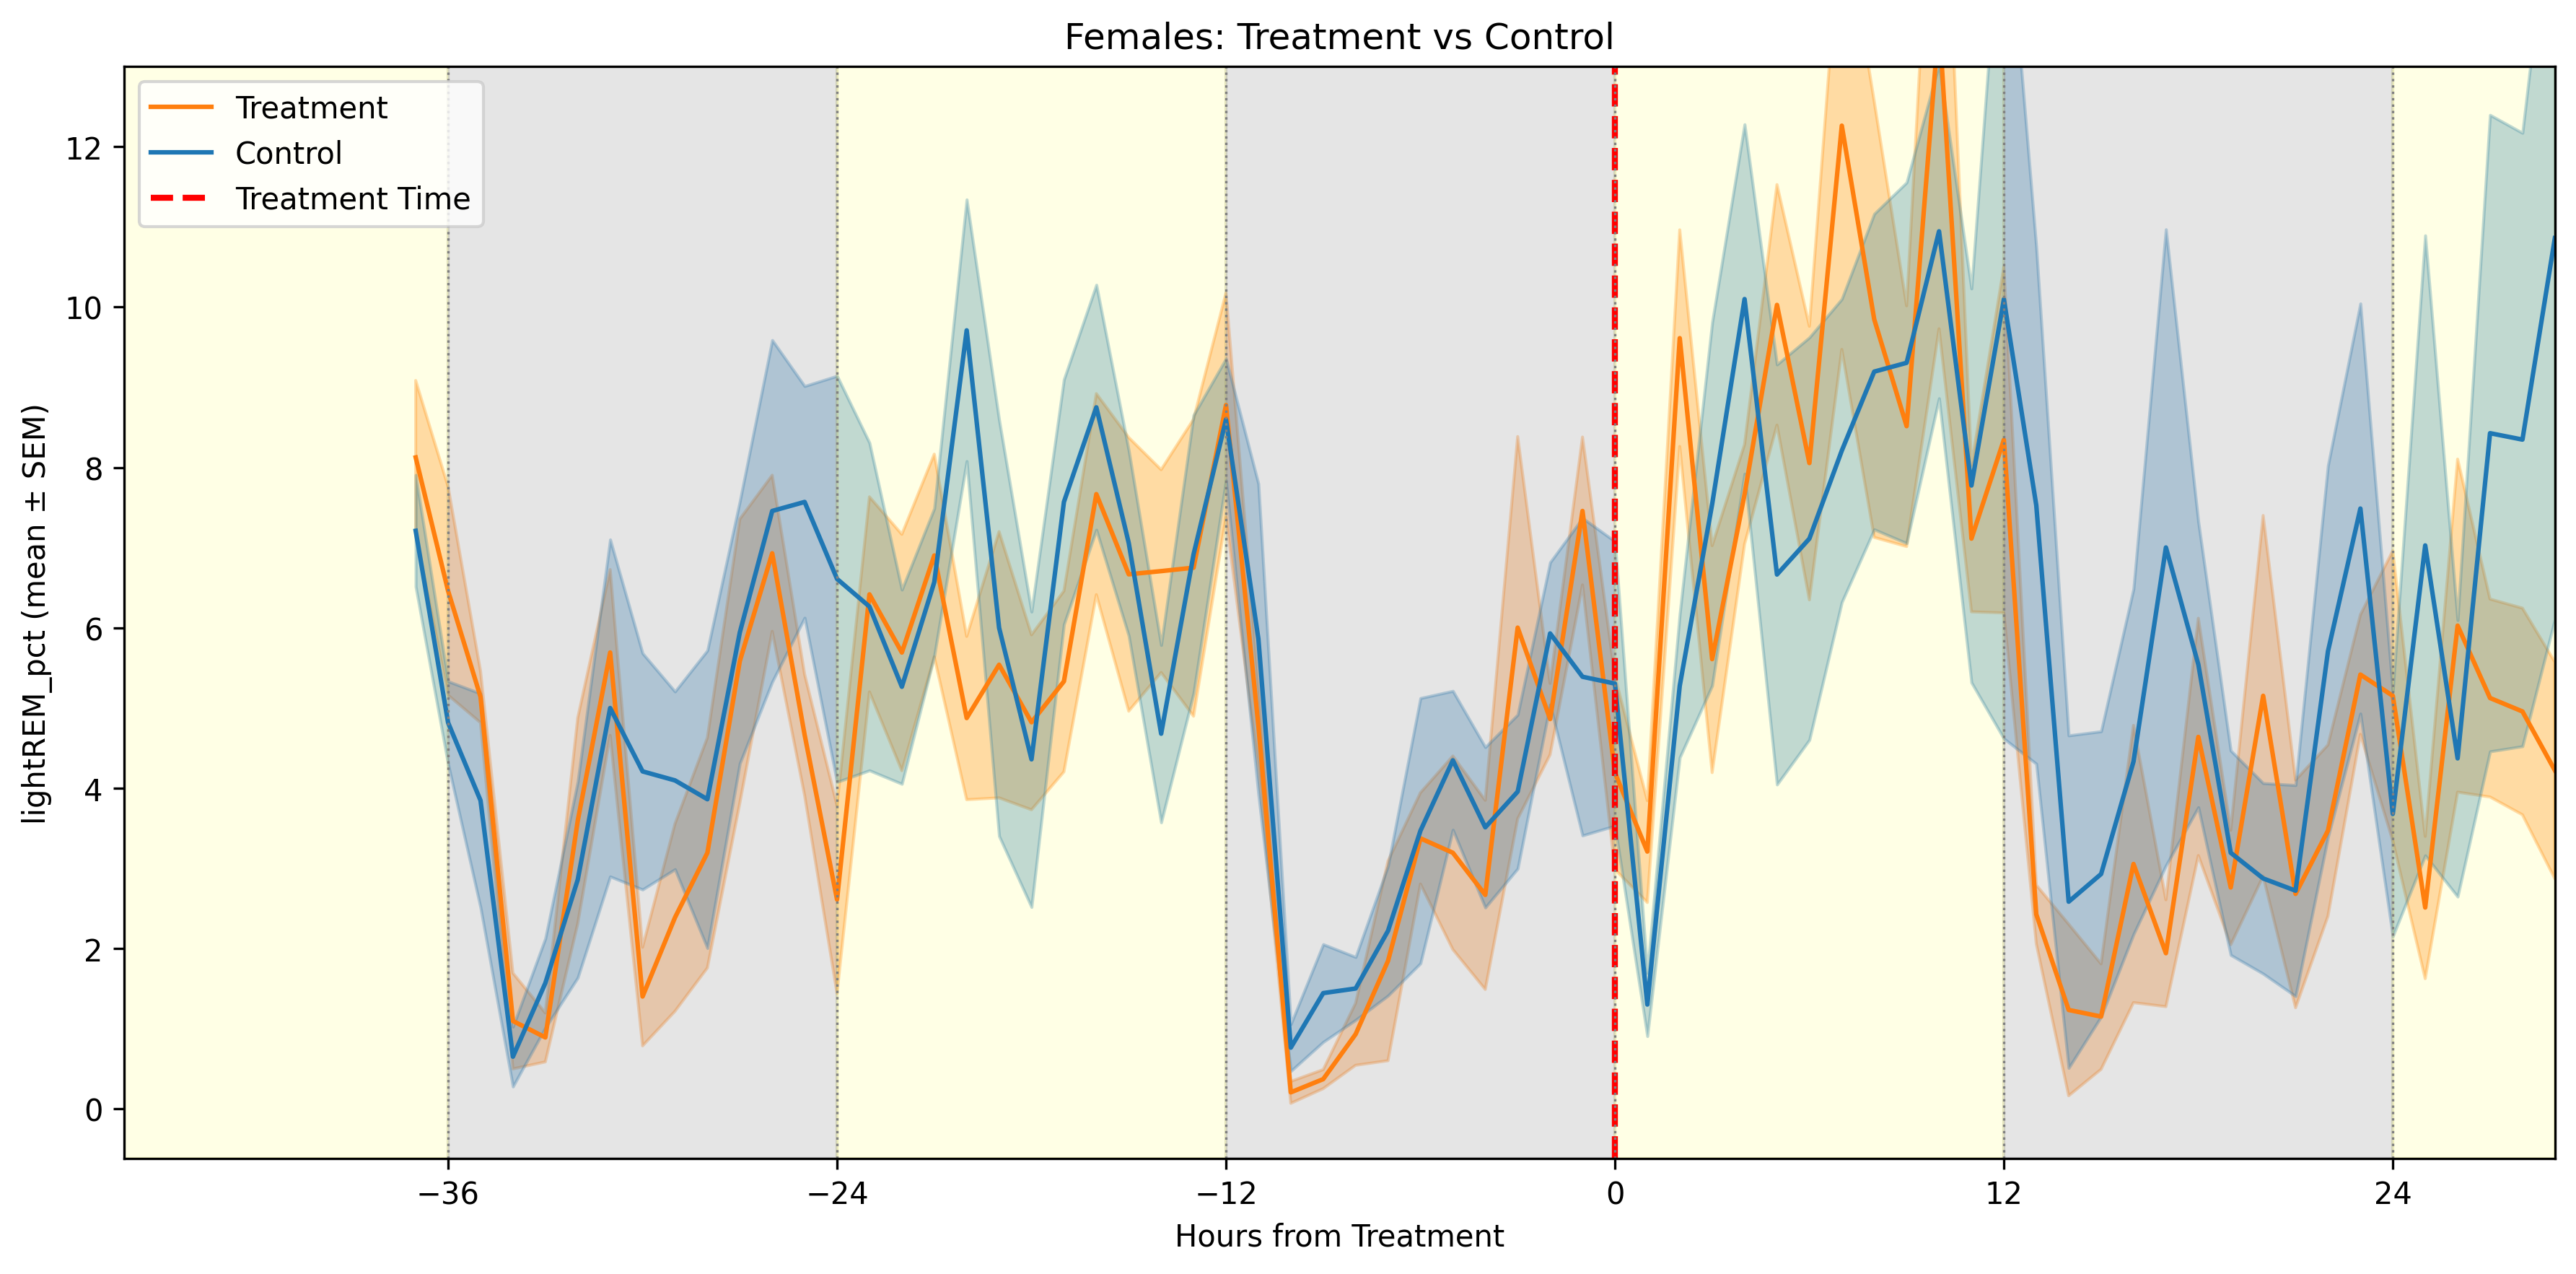 Females: Treatment vs Control
Treatment
Control
Treatment Time
12
10
8
6
4
2
0
lightREM_pct (mean ± SEM)
−36
−24
−12
0
12
24
Hours from Treatment